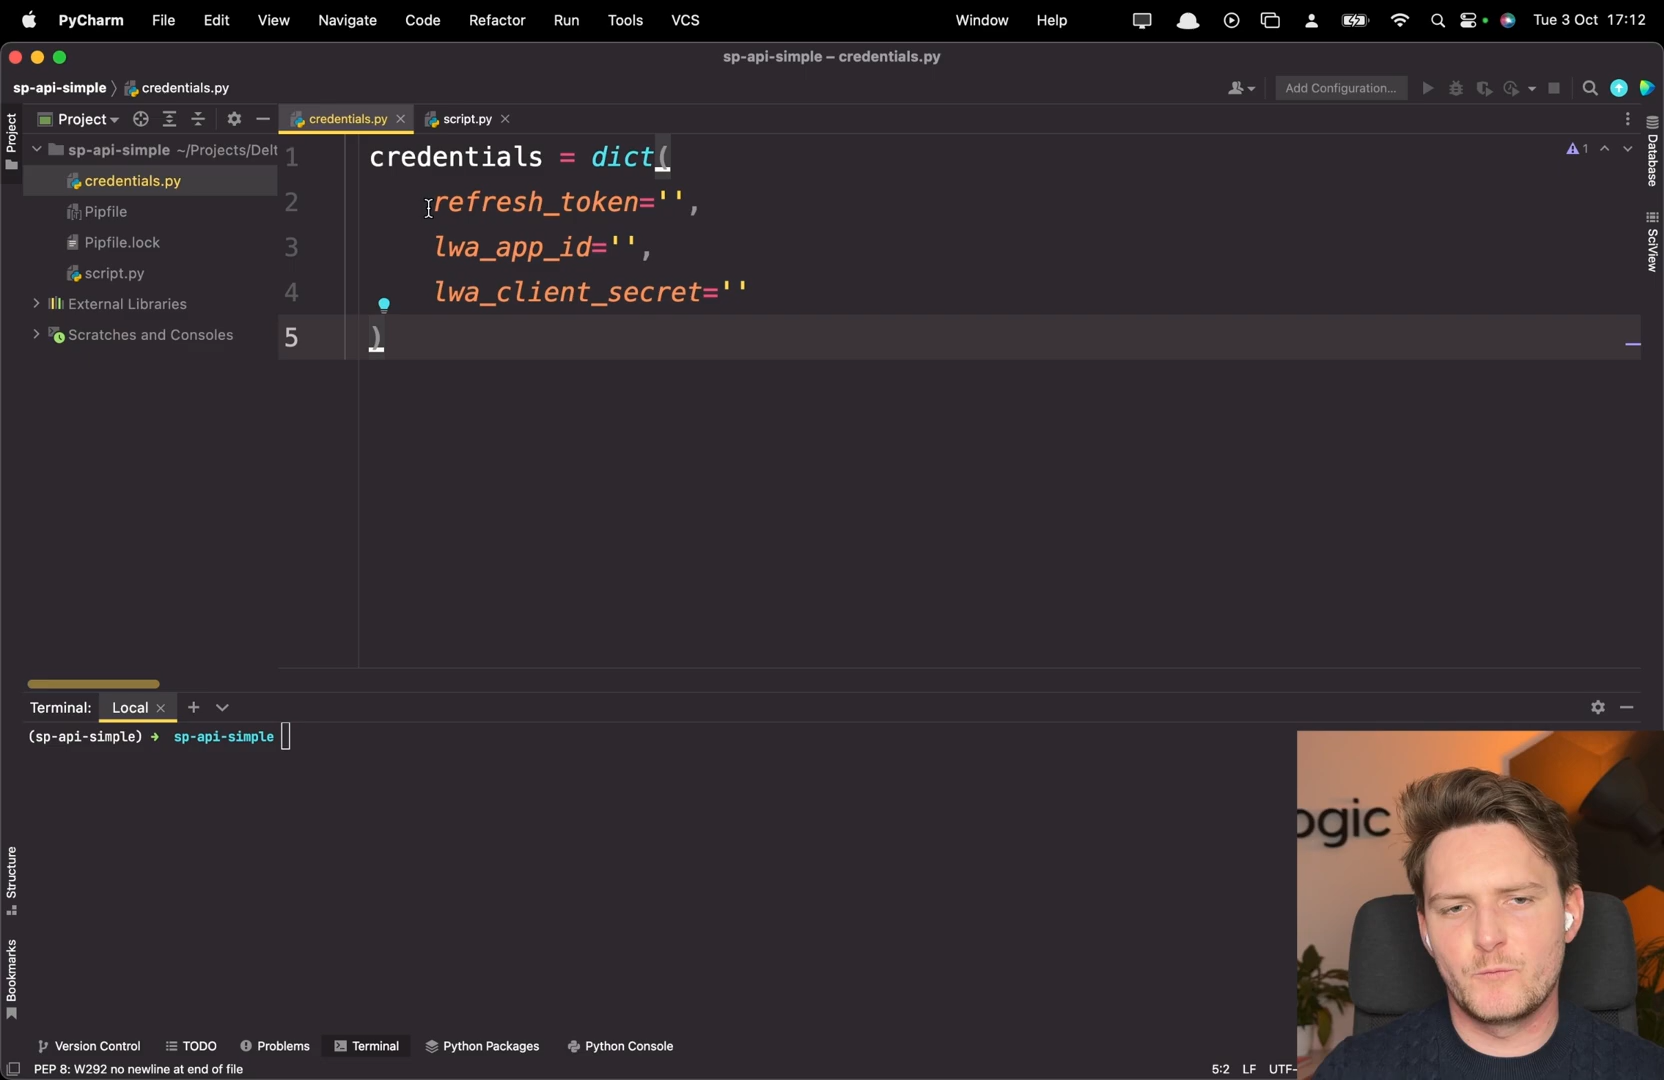 PyCharm File Edit View Navigate Code Refactor Run Tools VCS Window Help Tue 3 Oct 17:12
sp-api-simple – credentials.py
sp-api-simple credentials.py Add Configuration...
Project credentials.py script.py
Project
Database
SciView
Structure
Bookmarks
sp-api-simple ~/Projects/Delt
credentials.py
Pipfile
Pipfile.lock
script.py
External Libraries
Scratches and Consoles
1 credentials = dict(
2 refresh_token='',
3 lwa_app_id='',
4 lwa_client_secret=''
5 )
1
Terminal: Local
(sp-api-simple) → sp-api-simple
ogic
Version Control TODO Problems Terminal Python Packages Python Console
PEP 8: W292 no newline at end of file 5:2 LF UTF-